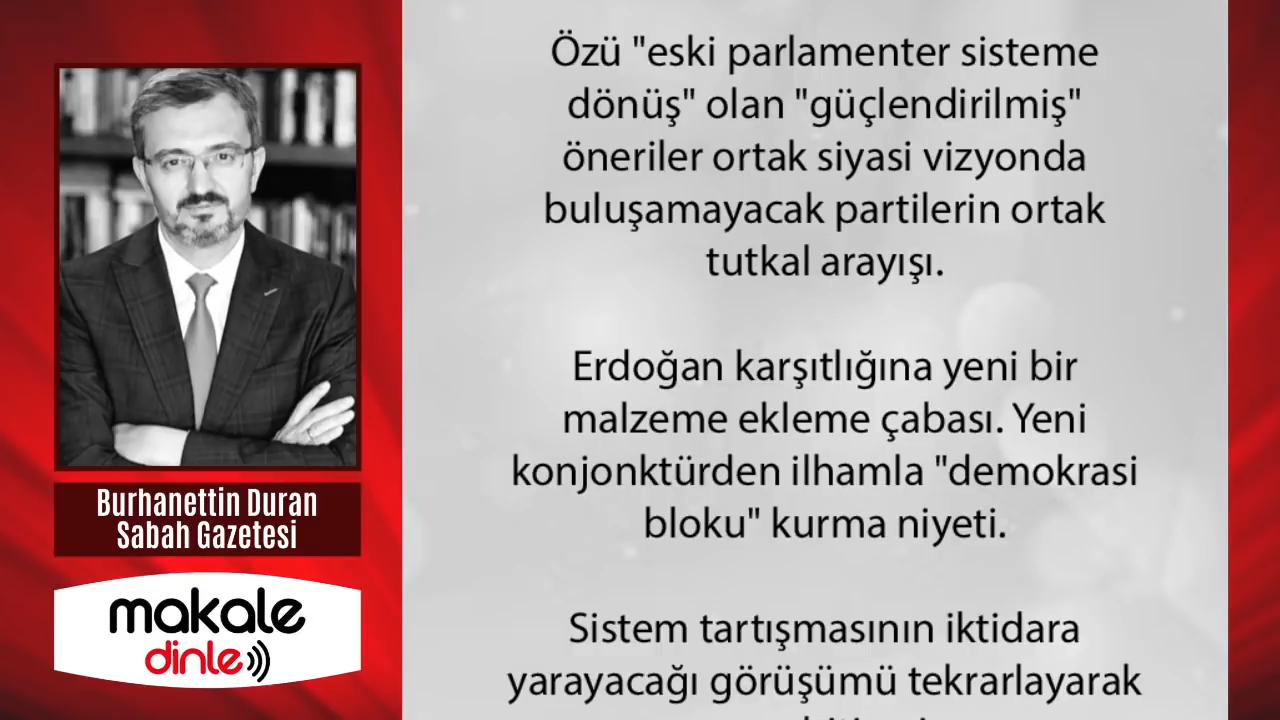 Özü "eski parlamenter sisteme
dönüş" olan "güçlendirilmiş"
öneriler ortak siyasi vizyonda
buluşamayacak partilerin ortak
tutkal arayışı.
Erdoğan karşıtlığına yeni bir
malzeme ekleme çabası. Yeni
konjonktürden ilhamla "demokrasi
bloku" kurma niyeti.
Sistem tartışmasının iktidara
yarayacağı görüşümü tekrarlayarak
Burhanettin Duran
Sabah Gazetesi
makale
dinle